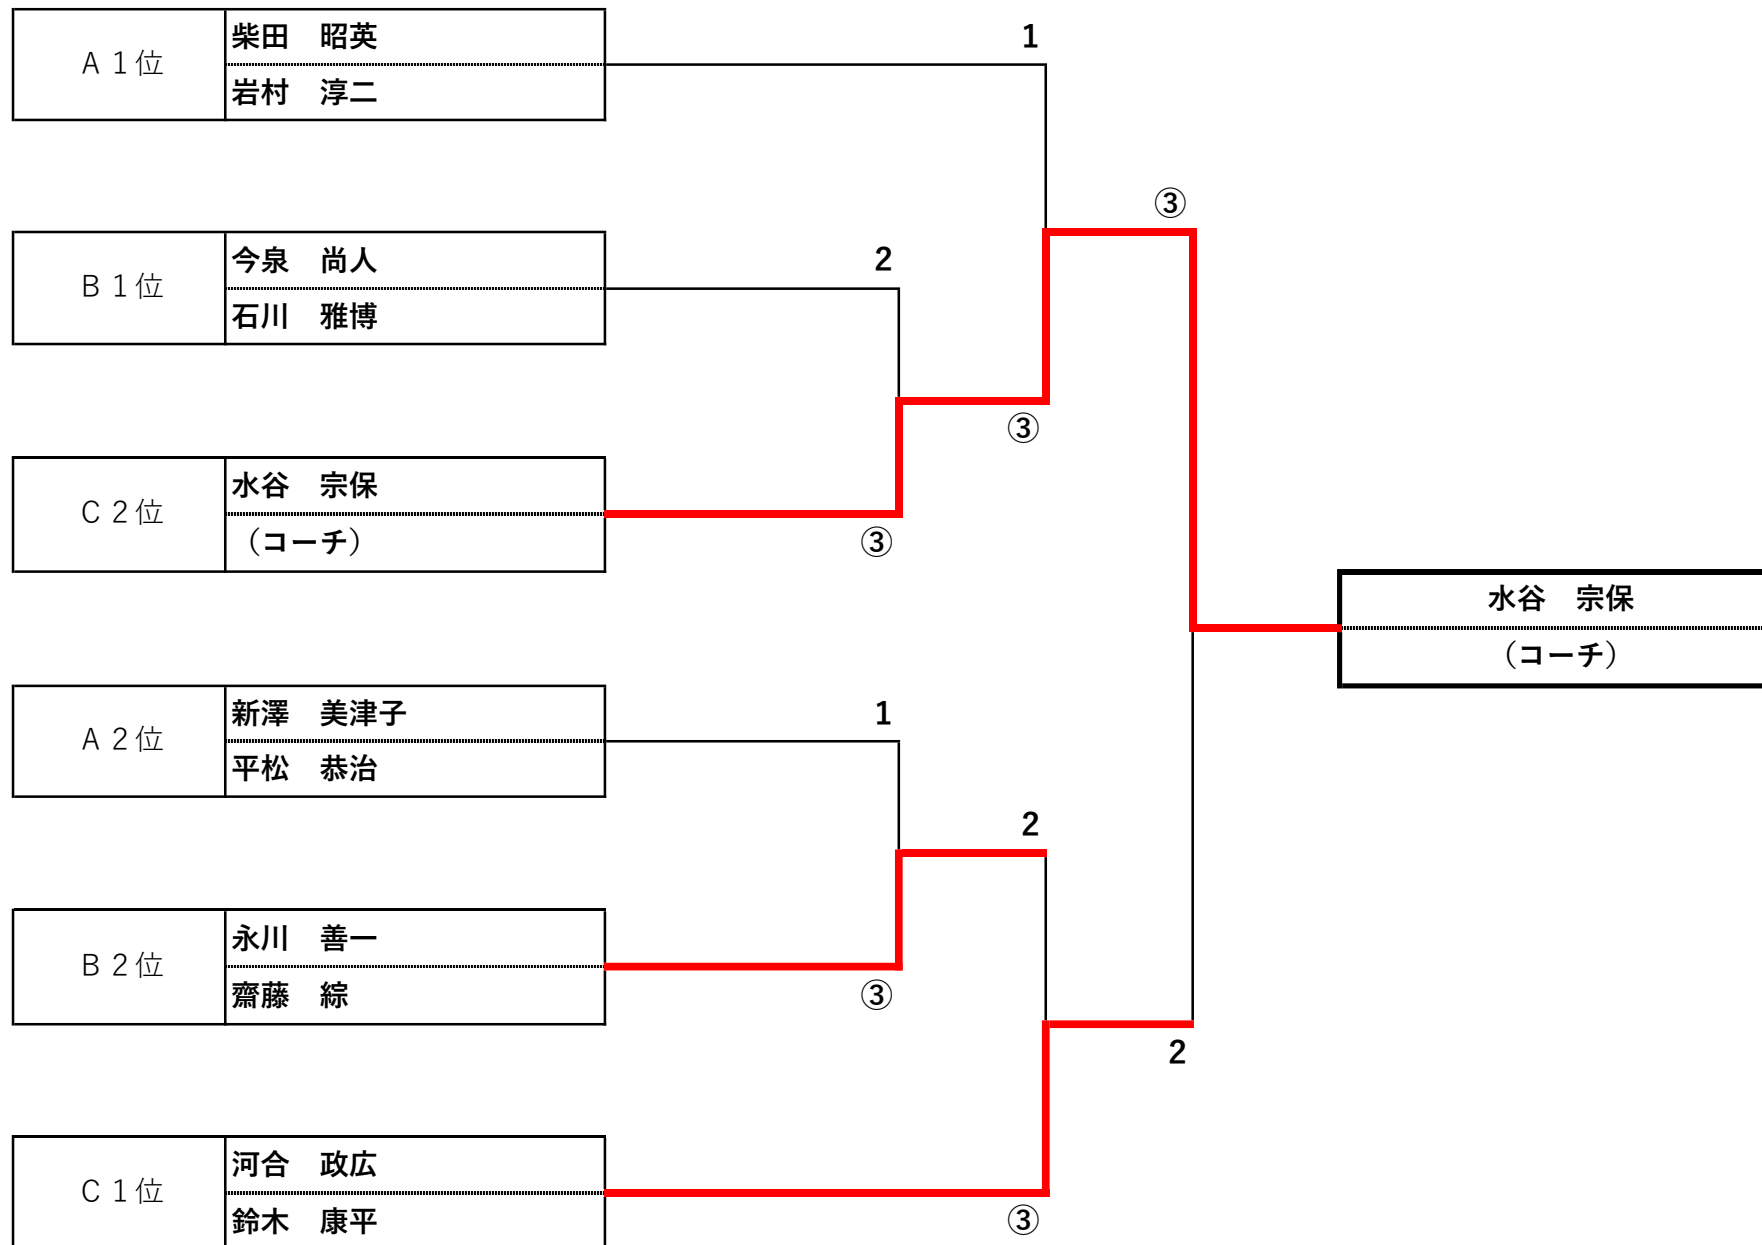 柴田　昭英
1
A 1位
岩村　淳二
③
今泉　尚人
2
B 1位
石川　雅博
③
水谷　宗保
C 2位
（コーチ）
③
水谷　宗保
（コーチ）
新澤　美津子
1
A 2位
平松　恭治
2
永川　善一
B 2位
齋藤　綜
③
2
河合　政広
C 1位
鈴木　康平
③